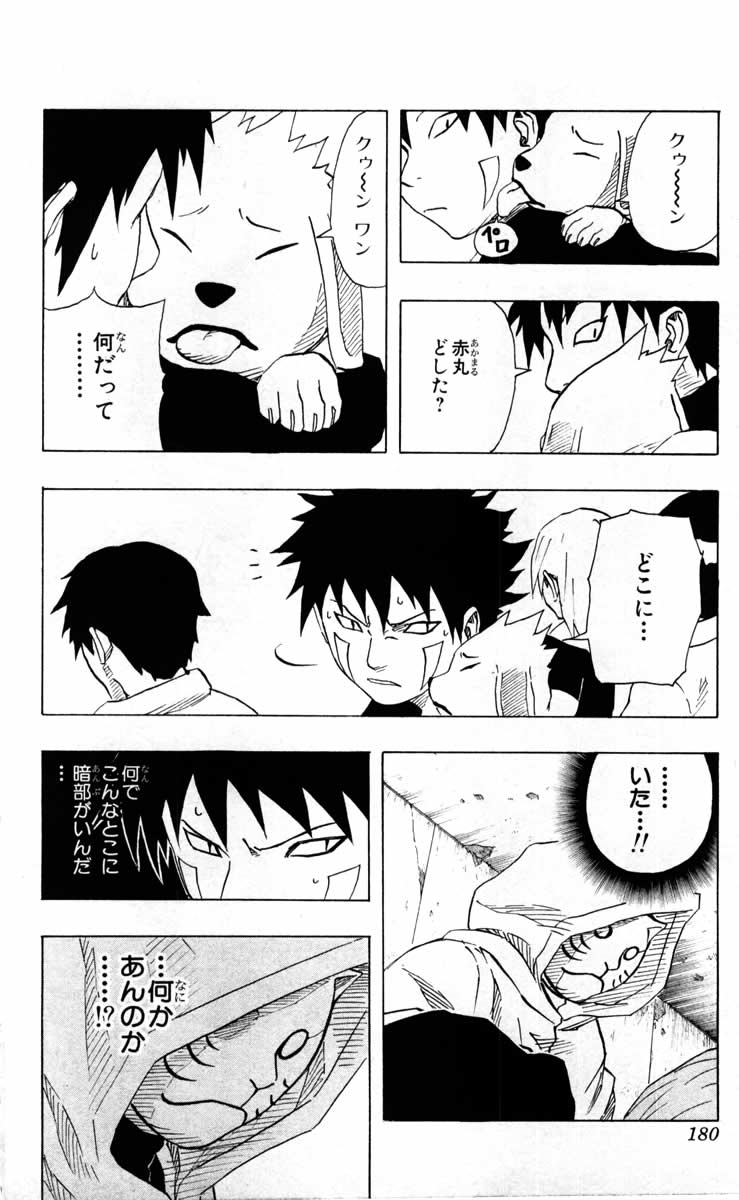 クゥ〜ン
ペロ
赤丸
どした？
クゥ〜ン ワン
何だって
………
どこに…
……
いた…!!
何で
こんなとこに
暗部がいんだ
…
…何か
あんのか
………!?
180